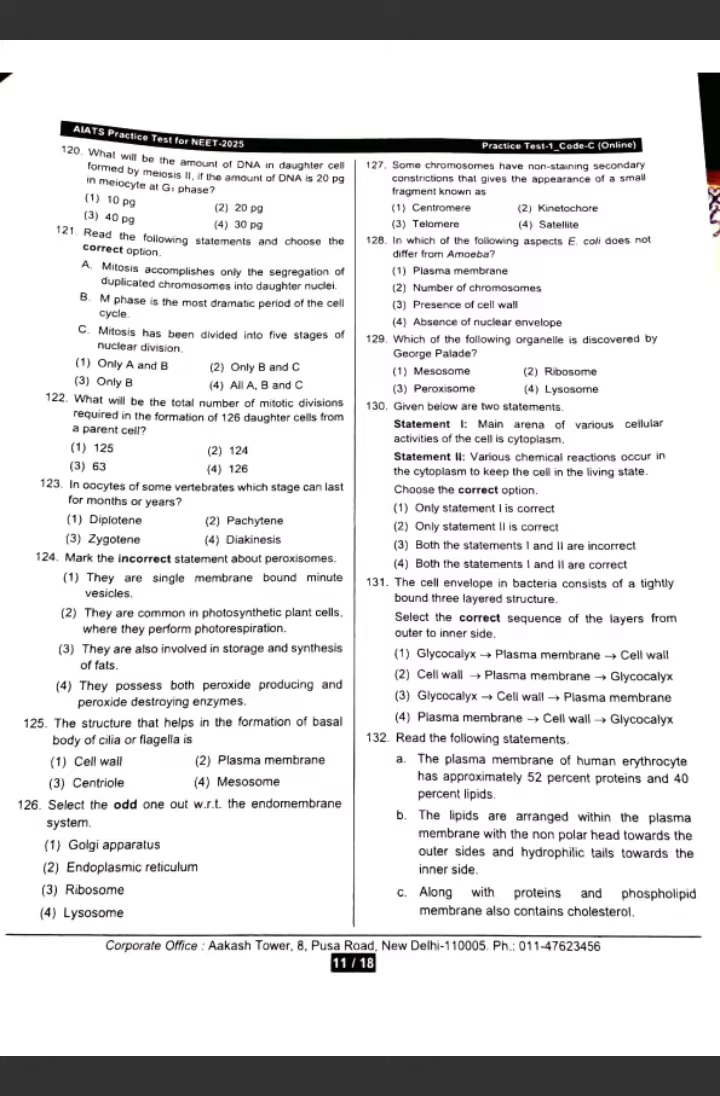 AIATS Practice Test for NEET-2025
Practice Test-1_Code-C (Online)
120. What will be the amount of DNA in daughter cell
formed by meiosis II, if the amount of DNA is 20 pg
in meiocyte at G₁ phase?
(1) 10 pg
(2) 20 pg
(3) 40 pg
(4) 30 pg
121. Read the following statements and choose the
correct option.
A. Mitosis accomplishes only the segregation of
duplicated chromosomes into daughter nuclei.
B. M phase is the most dramatic period of the cell
cycle.
C. Mitosis has been divided into five stages of
nuclear division.
(1) Only A and B
(2) Only B and C
(3) Only B
(4) All A, B and C
122. What will be the total number of mitotic divisions
required in the formation of 126 daughter cells from
a parent cell?
(1) 125
(2) 124
(3) 63
(4) 126
123. In oocytes of some vertebrates which stage can last
for months or years?
(1) Diplotene
(2) Pachytene
(3) Zygotene
(4) Diakinesis
124. Mark the incorrect statement about peroxisomes.
(1) They are single membrane bound minute
vesicles.
(2) They are common in photosynthetic plant cells,
where they perform photorespiration.
(3) They are also involved in storage and synthesis
of fats.
(4) They possess both peroxide producing and
peroxide destroying enzymes.
125. The structure that helps in the formation of basal
body of cilia or flagella is
(1) Cell wall
(2) Plasma membrane
(3) Centriole
(4) Mesosome
126. Select the odd one out w.r.t. the endomembrane
system.
(1) Golgi apparatus
(2) Endoplasmic reticulum
(3) Ribosome
(4) Lysosome
127. Some chromosomes have non-staining secondary
constrictions that gives the appearance of a small
fragment known as
(1) Centromere
(2) Kinetochore
(3) Telomere
(4) Satellite
128. In which of the following aspects E. coli does not
differ from Amoeba?
(1) Plasma membrane
(2) Number of chromosomes
(3) Presence of cell wall
(4) Absence of nuclear envelope
129. Which of the following organelle is discovered by
George Palade?
(1) Mesosome
(2) Ribosome
(3) Peroxisome
(4) Lysosome
130. Given below are two statements.
Statement I: Main arena of various cellular
activities of the cell is cytoplasm.
Statement II: Various chemical reactions occur in
the cytoplasm to keep the cell in the living state.
Choose the correct option.
(1) Only statement I is correct
(2) Only statement II is correct
(3) Both the statements I and II are incorrect
(4) Both the statements I and II are correct
131. The cell envelope in bacteria consists of a tightly
bound three layered structure.
Select the correct sequence of the layers from
outer to inner side.
(1) Glycocalyx → Plasma membrane → Cell wall
(2) Cell wall → Plasma membrane → Glycocalyx
(3) Glycocalyx → Cell wall → Plasma membrane
(4) Plasma membrane → Cell wall → Glycocalyx
132. Read the following statements.
a. The plasma membrane of human erythrocyte
has approximately 52 percent proteins and 40
percent lipids.
b. The lipids are arranged within the plasma
membrane with the non polar head towards the
outer sides and hydrophilic tails towards the
inner side.
c. Along with proteins and phospholipid
membrane also contains cholesterol.
Corporate Office : Aakash Tower, 8, Pusa Road, New Delhi-110005. Ph.: 011-47623456
11 / 18